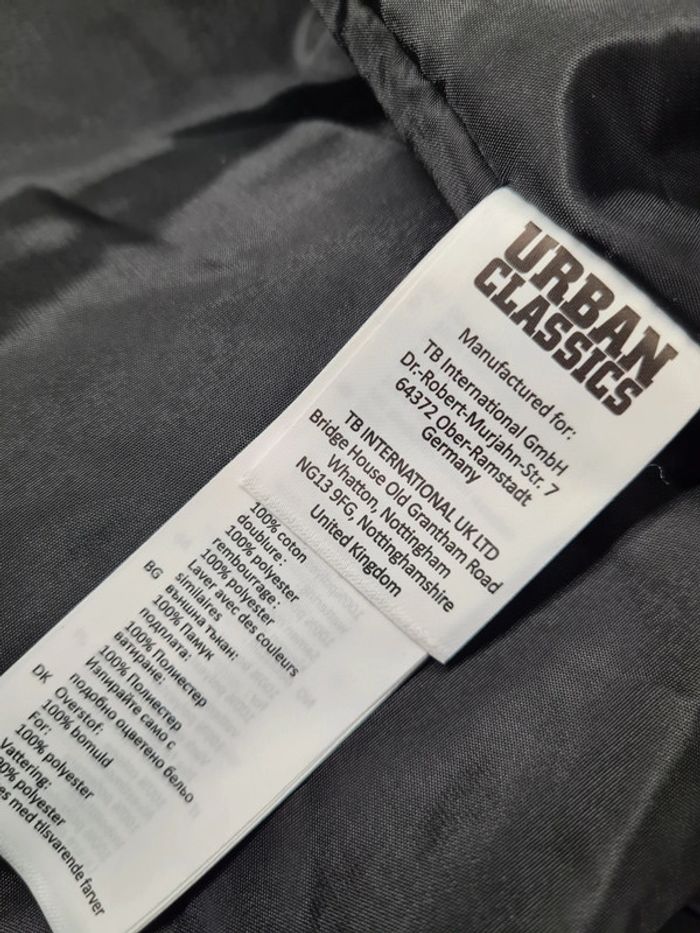 URBAN
CLASSICS
Manufactured for:
TB International GmbH
Dr.-Robert-Murjahn-Str. 7
64372 Ober-Ramstadt
Germany
TB INTERNATIONAL UK LTD
Bridge House Old Grantham Road
Whatton, Nottingham
NG13 9FG, Nottinghamshire
United Kingdom
100% coton
doublure :
100% polyester
rembourrage :
100% polyester
Laver avec des couleurs
similaires
BG външна тъкан:
100% Памук
подплата:
100% Полиестер
ватиране:
100% Полиестер
Изпирайте само с
подобно оцветено бельо
DK Overstof:
100% bomuld
For:
100% polyester
Vattering:
polyester
med tilsvarende farver